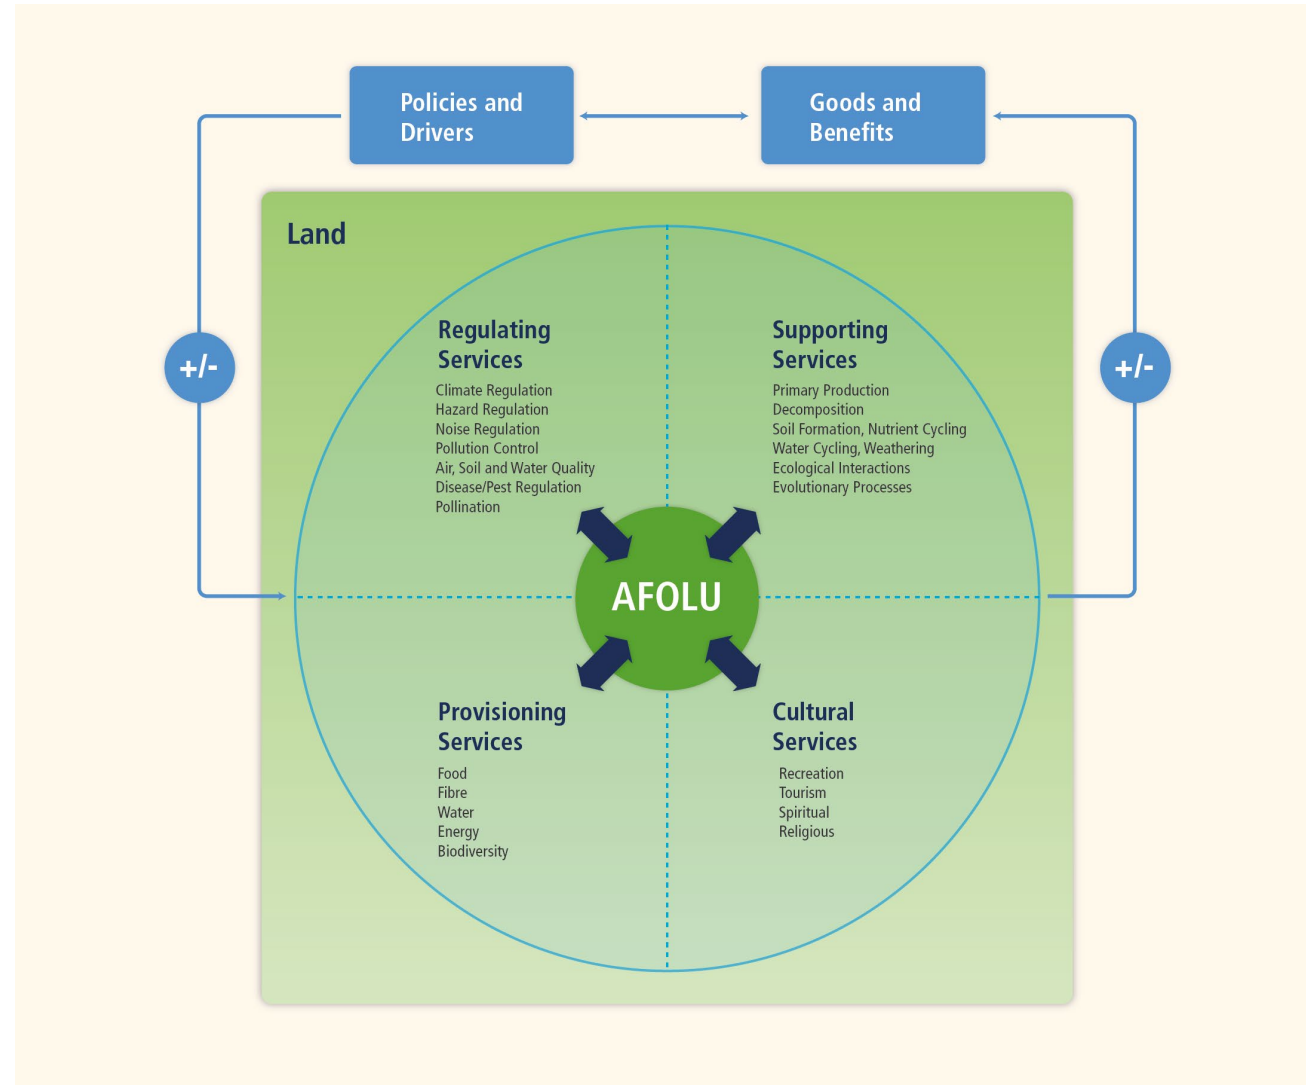 Policies and
Drivers
Goods and
Benefits
Land
+/-
+/-
Regulating
Services
Climate Regulation
Hazard Regulation
Noise Regulation
Pollution Control
Air, Soil and Water Quality
Disease/Pest Regulation
Pollination
Supporting
Services
Primary Production
Decomposition
Soil Formation, Nutrient Cycling
Water Cycling, Weathering
Ecological Interactions
Evolutionary Processes
AFOLU
Provisioning
Services
Food
Fibre
Water
Energy
Biodiversity
Cultural
Services
Recreation
Tourism
Spiritual
Religious